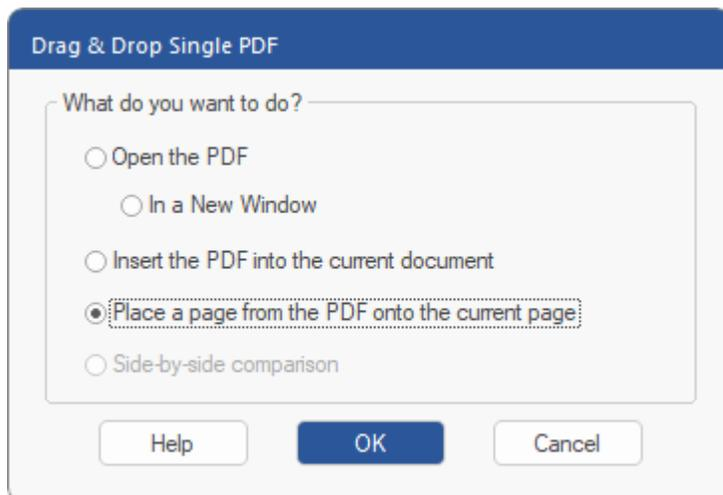 Drag & Drop Single PDF
What do you want to do?
Open the PDF
In a New Window
Insert the PDF into the current document
Place a page from the PDF onto the current page
Side-by-side comparison
Help OK Cancel